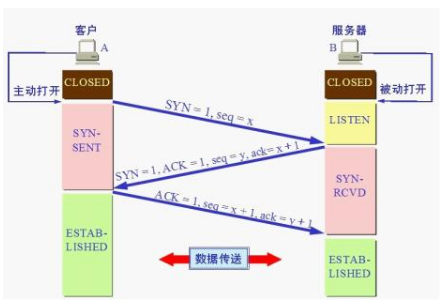 客户
服务器
A
B
主动打开
CLOSED
CLOSED
被动打开
SYN = 1, seq = x
LISTEN
SYN-
SENT
SYN = 1, ACK = 1, seq = y, ack= x + 1
SYN-
RCVD
ACK = 1, seq = x + 1, ack = y + 1
ESTAB-
LISHED
数据传送
ESTAB-
LISHED